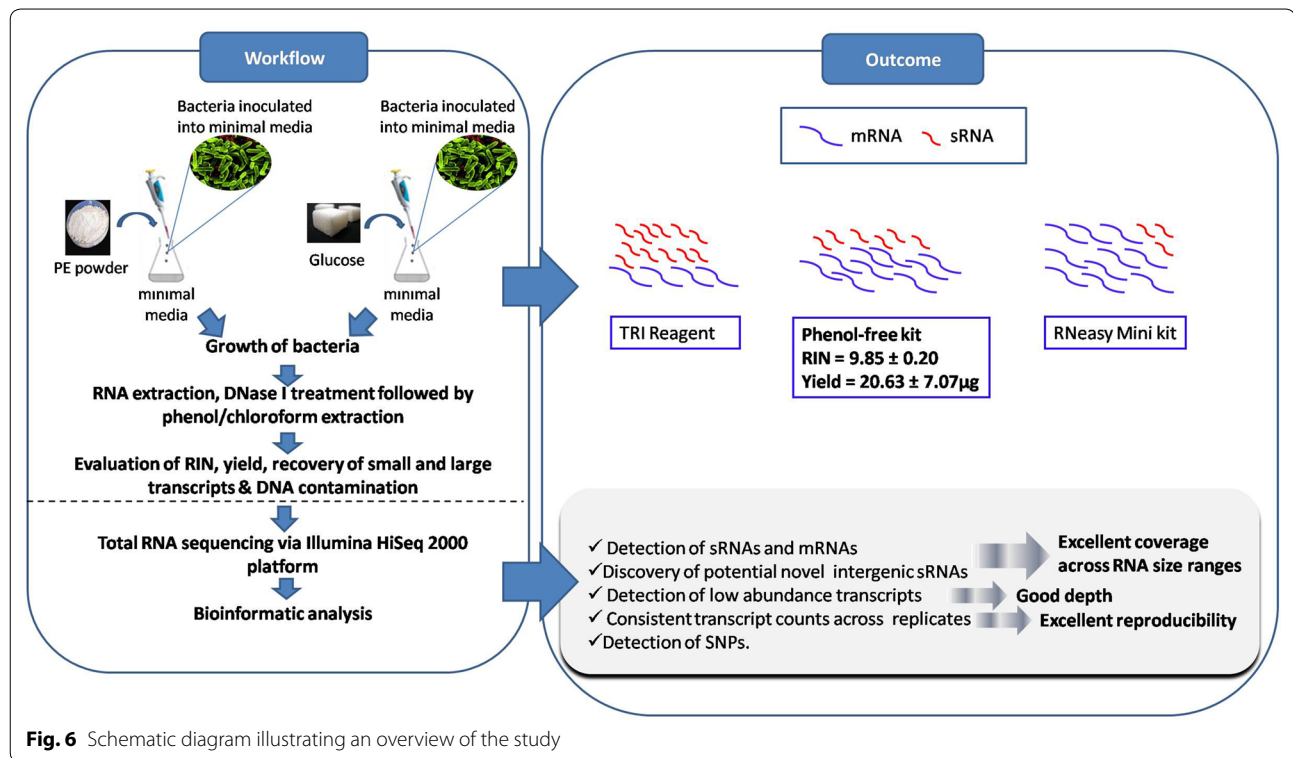 Workflow
Bacteria inoculated
into minimal media
Bacteria inoculated
into minimal media
PE powder
minimal
media
Glucose
minimal
media
Growth of bacteria
RNA extraction, DNase I treatment followed by
phenol/chloroform extraction
Evaluation of RIN, yield, recovery of small and large
transcripts & DNA contamination
Total RNA sequencing via Illumina HiSeq 2000
platform
Bioinformatic analysis
Outcome
mRNA sRNA
TRI Reagent
Phenol-free kit
RIN = 9.85 ± 0.20
Yield = 20.63 ± 7.07µg
RNeasy Mini kit
✓ Detection of sRNAs and mRNAs
✓ Discovery of potential novel intergenic sRNAs
✓ Detection of low abundance transcripts
✓ Consistent transcript counts across replicates
✓ Detection of SNPs.
Excellent coverage
across RNA size ranges
Good depth
Excellent reproducibility
Fig. 6 Schematic diagram illustrating an overview of the study